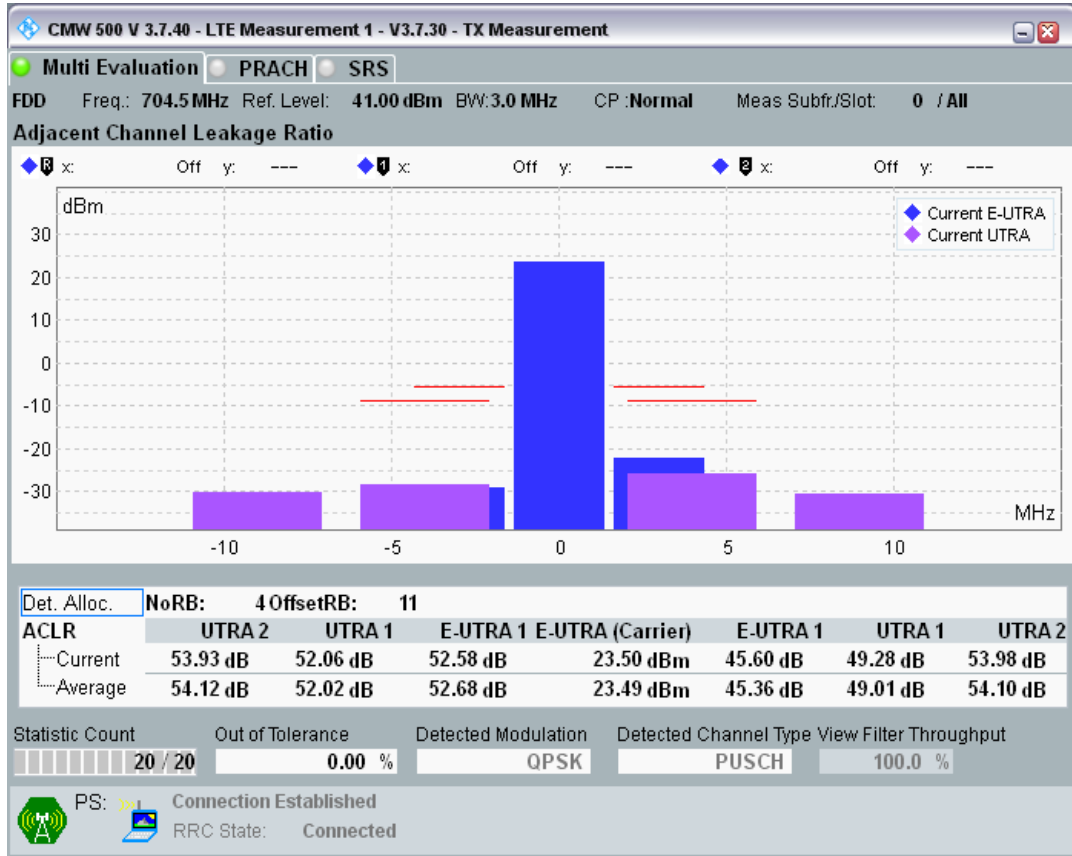 CMW 500 V 3.7.40 - LTE Measurement 1 - V3.7.30 - TX Measurement
Multi Evaluation PRACH SRS
FDD Freq.: 704.5 MHz Ref. Level: 41.00 dBm BW: 3.0 MHz CP :Normal Meas Subfr./Slot: 0 / All
Adjacent Channel Leakage Ratio
R x: Off y: --- 1 x: Off y: --- 2 x: Off y: ---
dBm
Current E-UTRA
Current UTRA
30
20
10
0
-10
-20
-30
MHz
-10 -5 0 5 10
Det. Alloc. NoRB: 4 OffsetRB: 11
ACLR UTRA 2 UTRA 1 E-UTRA 1 E-UTRA (Carrier) E-UTRA 1 UTRA 1 UTRA 2
Current 53.93 dB 52.06 dB 52.58 dB 23.50 dBm 45.60 dB 49.28 dB 53.98 dB
Average 54.12 dB 52.02 dB 52.68 dB 23.49 dBm 45.36 dB 49.01 dB 54.10 dB
Statistic Count Out of Tolerance Detected Modulation Detected Channel Type View Filter Throughput
20 / 20 0.00 % QPSK PUSCH 100.0 %
PS: Connection Established
RRC State: Connected